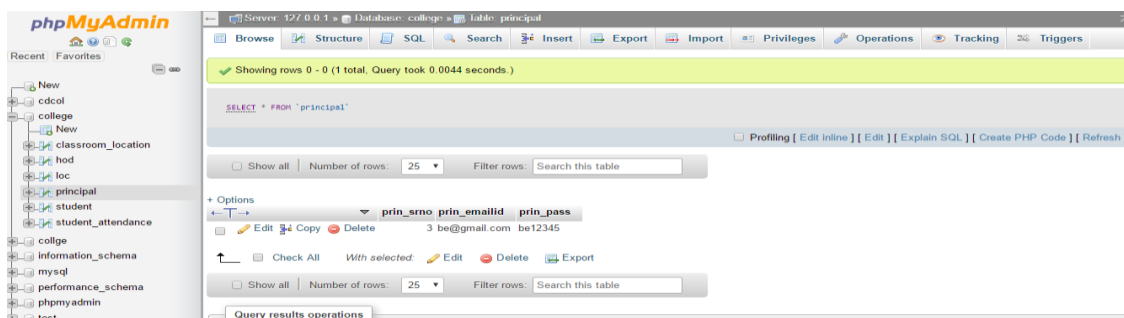 phpMyAdmin
Recent Favorites
New
cdcol
college
New
classroom_location
hod
loc
principal
student
student_attendance
collge
information_schema
mysql
performance_schema
phpmyadmin
test
Server: 127.0.0.1 » Database: college » Table: principal
Browse Structure SQL Search Insert Export Import Privileges Operations Tracking Triggers
Showing rows 0 - 0 (1 total, Query took 0.0044 seconds.)
SELECT * FROM `principal`
Profiling [ Edit inline ] [ Edit ] [ Explain SQL ] [ Create PHP Code ] [ Refresh
Show all Number of rows: 25 Filter rows: Search this table
+ Options
←T→ prin_srno prin_emailid prin_pass
Edit Copy Delete 3 be@gmail.com be12345
Check All With selected: Edit Delete Export
Show all Number of rows: 25 Filter rows: Search this table
Query results operations